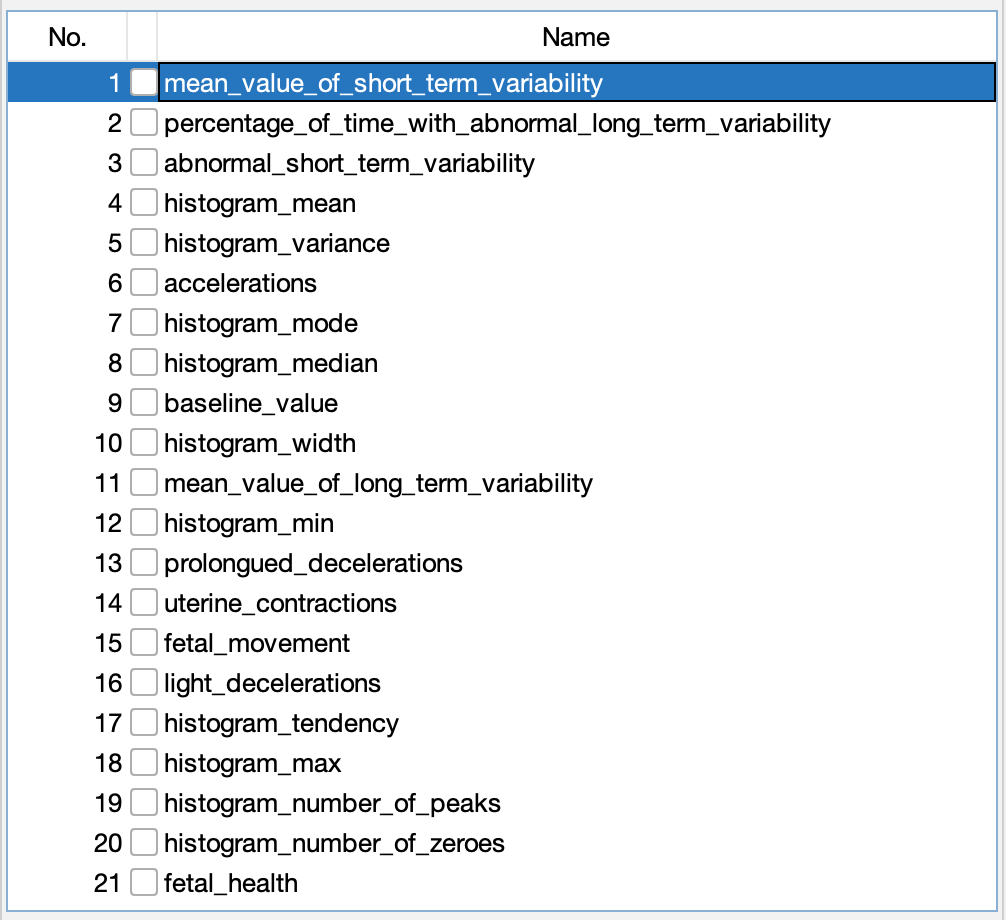 No. Name
1 mean_value_of_short_term_variability
2 percentage_of_time_with_abnormal_long_term_variability
3 abnormal_short_term_variability
4 histogram_mean
5 histogram_variance
6 accelerations
7 histogram_mode
8 histogram_median
9 baseline_value
10 histogram_width
11 mean_value_of_long_term_variability
12 histogram_min
13 prolongued_decelerations
14 uterine_contractions
15 fetal_movement
16 light_decelerations
17 histogram_tendency
18 histogram_max
19 histogram_number_of_peaks
20 histogram_number_of_zeroes
21 fetal_health